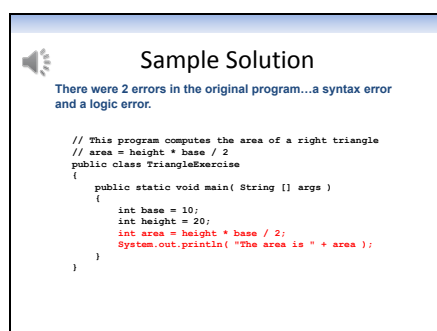 Sample Solution
There were 2 errors in the original program…a syntax error
and a logic error.
// This program computes the area of a right triangle
// area = height * base / 2
public class TriangleExercise
{
    public static void main( String [] args )
    {
        int base = 10;
        int height = 20;
        int area = height * base / 2;
        System.out.println( "The area is " + area );
    }
}